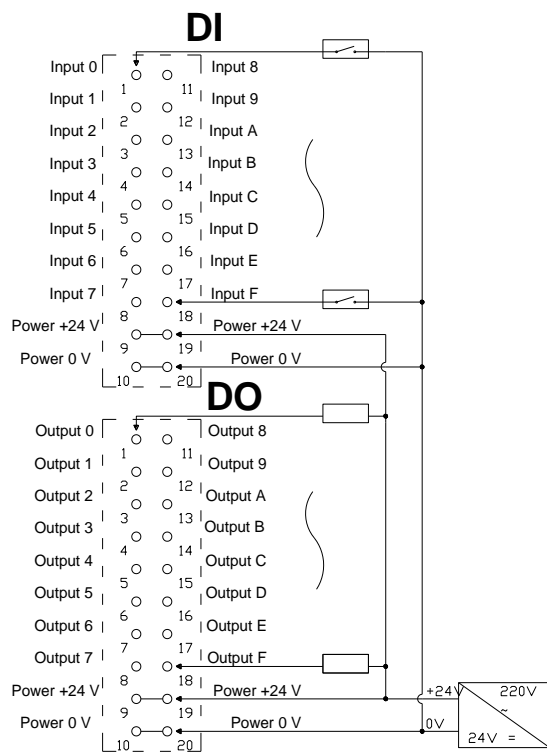 DI
Input 0 Input 8
1 11
Input 1 Input 9
2 12
Input 2 Input A
3 13
Input 3 Input B
4 14
Input 4 Input C
5 15
Input 5 Input D
6 16
Input 6 Input E
7 17
Input 7 Input F
8 18
Power +24 V Power +24 V
9 19
Power 0 V Power 0 V
10 20
DO
Output 0 Output 8
1 11
Output 1 Output 9
2 12
Output 2 Output A
3 13
Output 3 Output B
4 14
Output 4 Output C
5 15
Output 5 Output D
6 16
Output 6 Output E
7 17
Output 7 Output F
8 18
Power +24 V Power +24 V +24V 220V
9 19 ~
Power 0 V Power 0 V 0V
10 20 24V =